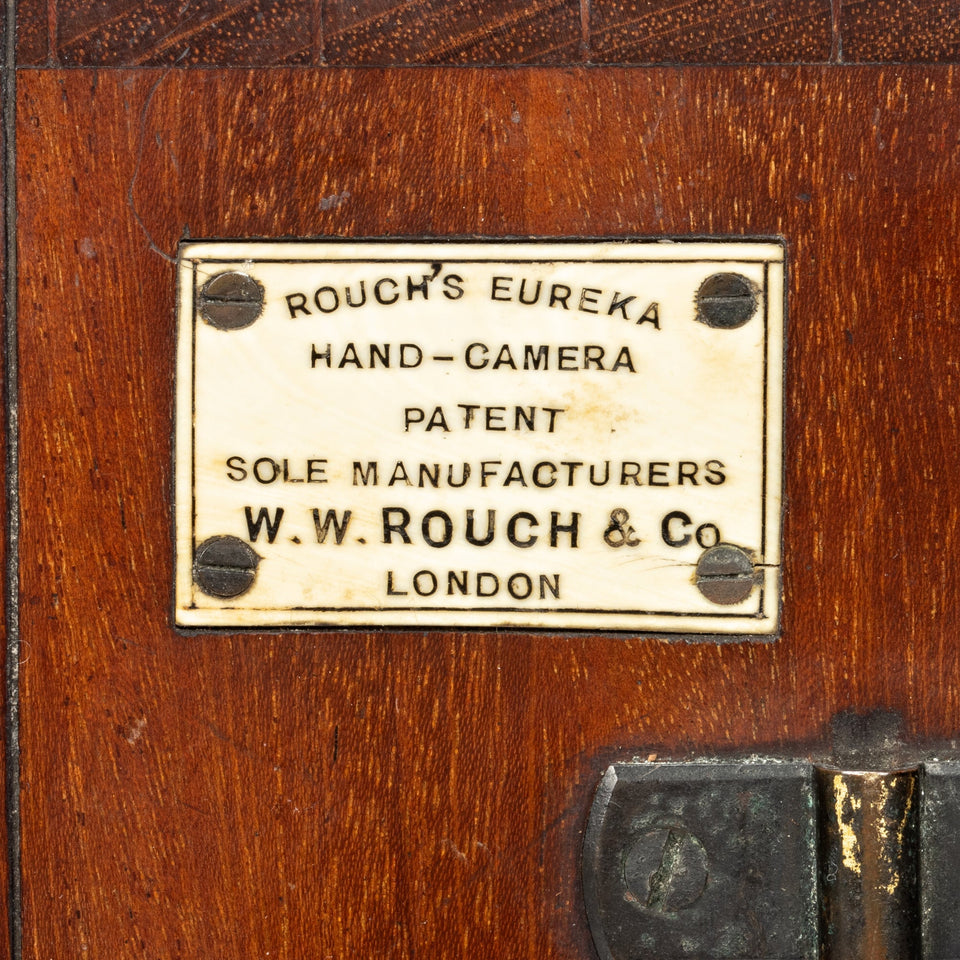 ROUCH'S EUREKA
HAND-CAMERA
PATENT
SOLE MANUFACTURERS
W.W. ROUCH & Co
LONDON